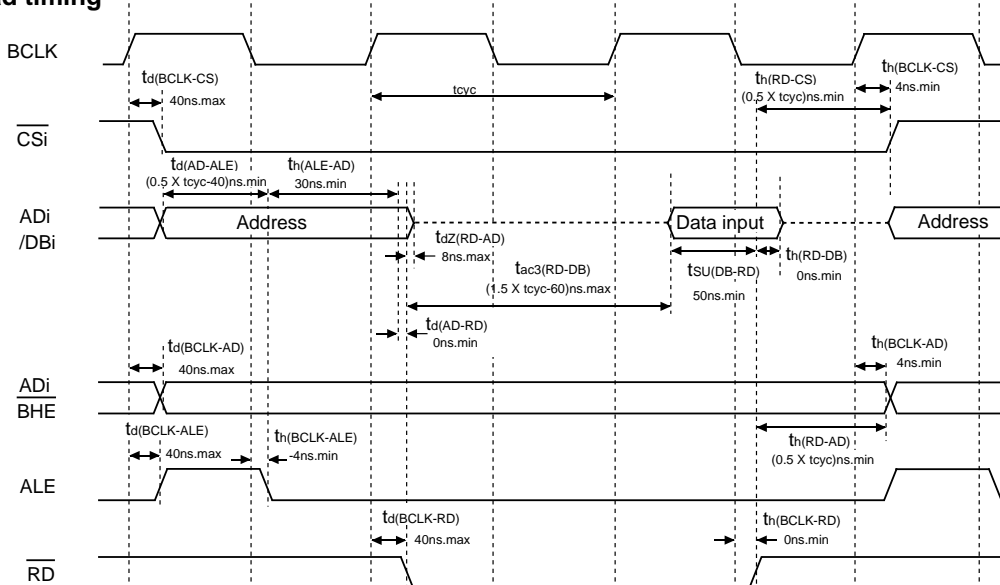 BCLK
td(BCLK-CS)
40ns.max
tcyc
th(RD-CS)
(0.5 X tcyc)ns.min
th(BCLK-CS)
4ns.min
CSi
td(AD-ALE)
(0.5 X tcyc-40)ns.min
th(ALE-AD)
30ns.min
ADi
/DBi
Address
Data input
Address
tdZ(RD-AD)
8ns.max
tac3(RD-DB)
(1.5 X tcyc-60)ns.max
tSU(DB-RD)
50ns.min
th(RD-DB)
0ns.min
td(AD-RD)
0ns.min
td(BCLK-AD)
40ns.max
th(BCLK-AD)
4ns.min
ADi
BHE
td(BCLK-ALE)
40ns.max
th(BCLK-ALE)
-4ns.min
th(RD-AD)
(0.5 X tcyc)ns.min
ALE
td(BCLK-RD)
40ns.max
th(BCLK-RD)
0ns.min
RD